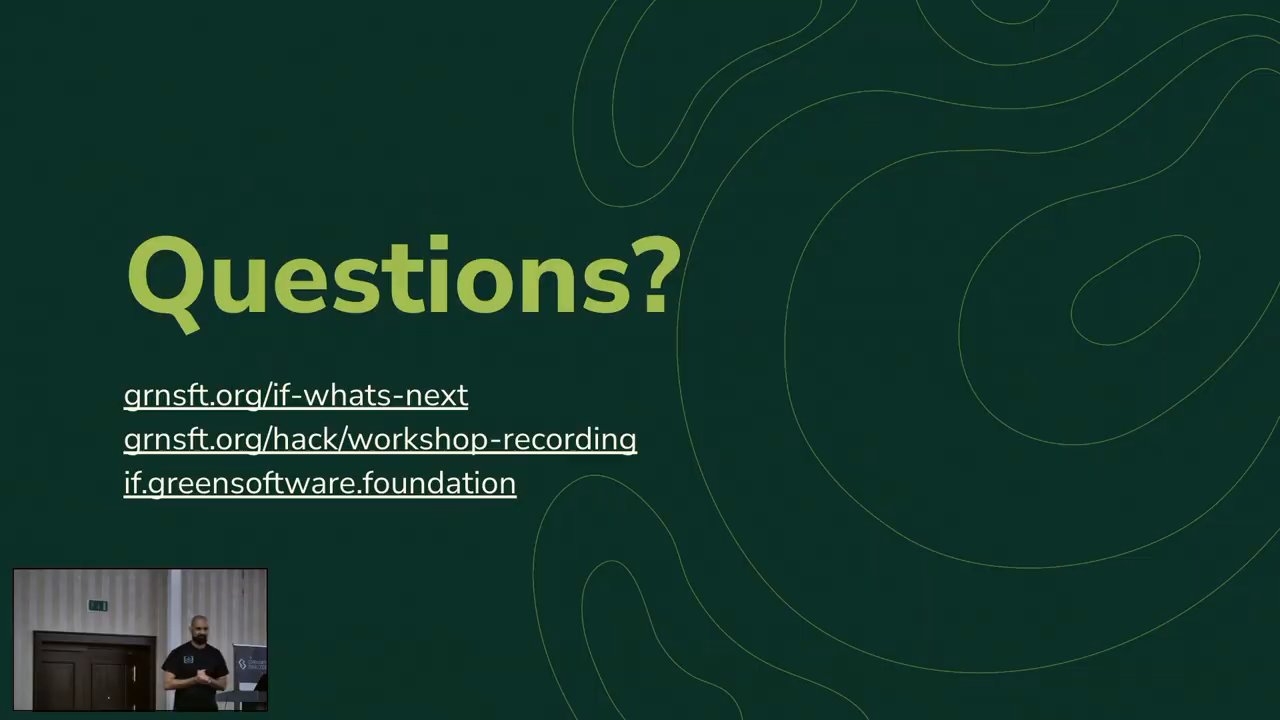 Questions?
grnsft.org/if-whats-next
grnsft.org/hack/workshop-recording
if.greensoftware.foundation